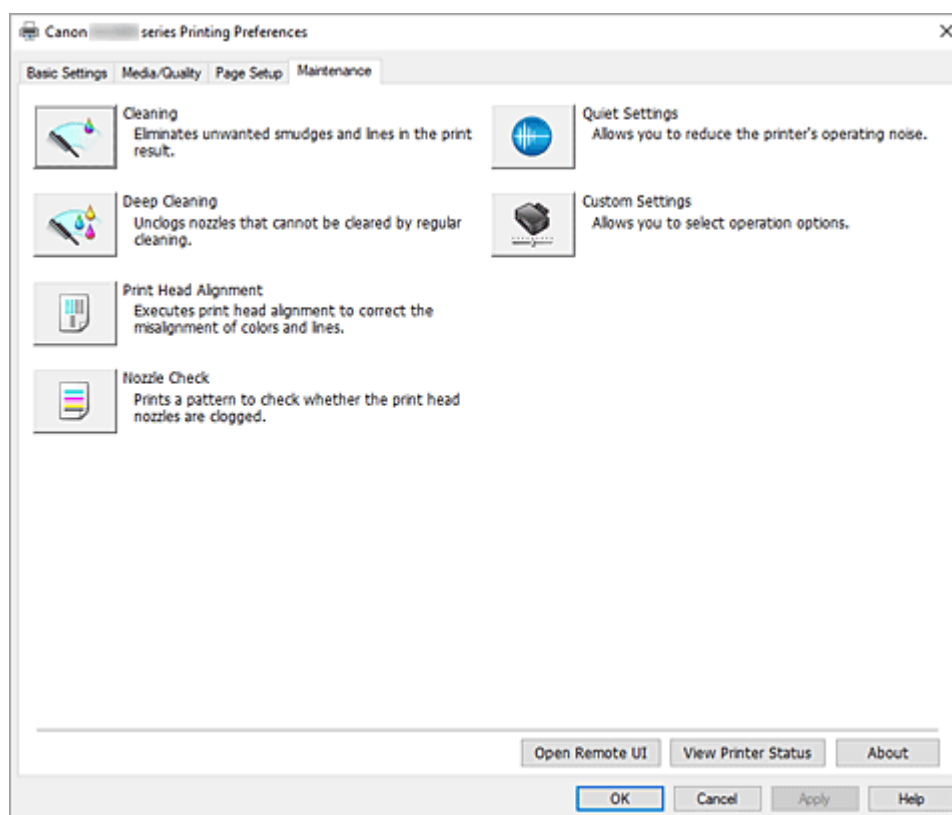 Canon series Printing Preferences
Basic Settings Media/Quality Page Setup Maintenance
Cleaning
Eliminates unwanted smudges and lines in the print
result.
Deep Cleaning
Unclogs nozzles that cannot be cleared by regular
cleaning.
Print Head Alignment
Executes print head alignment to correct the
misalignment of colors and lines.
Nozzle Check
Prints a pattern to check whether the print head
nozzles are clogged.
Quiet Settings
Allows you to reduce the printer's operating noise.
Custom Settings
Allows you to select operation options.
Open Remote UI View Printer Status About
OK Cancel Apply Help